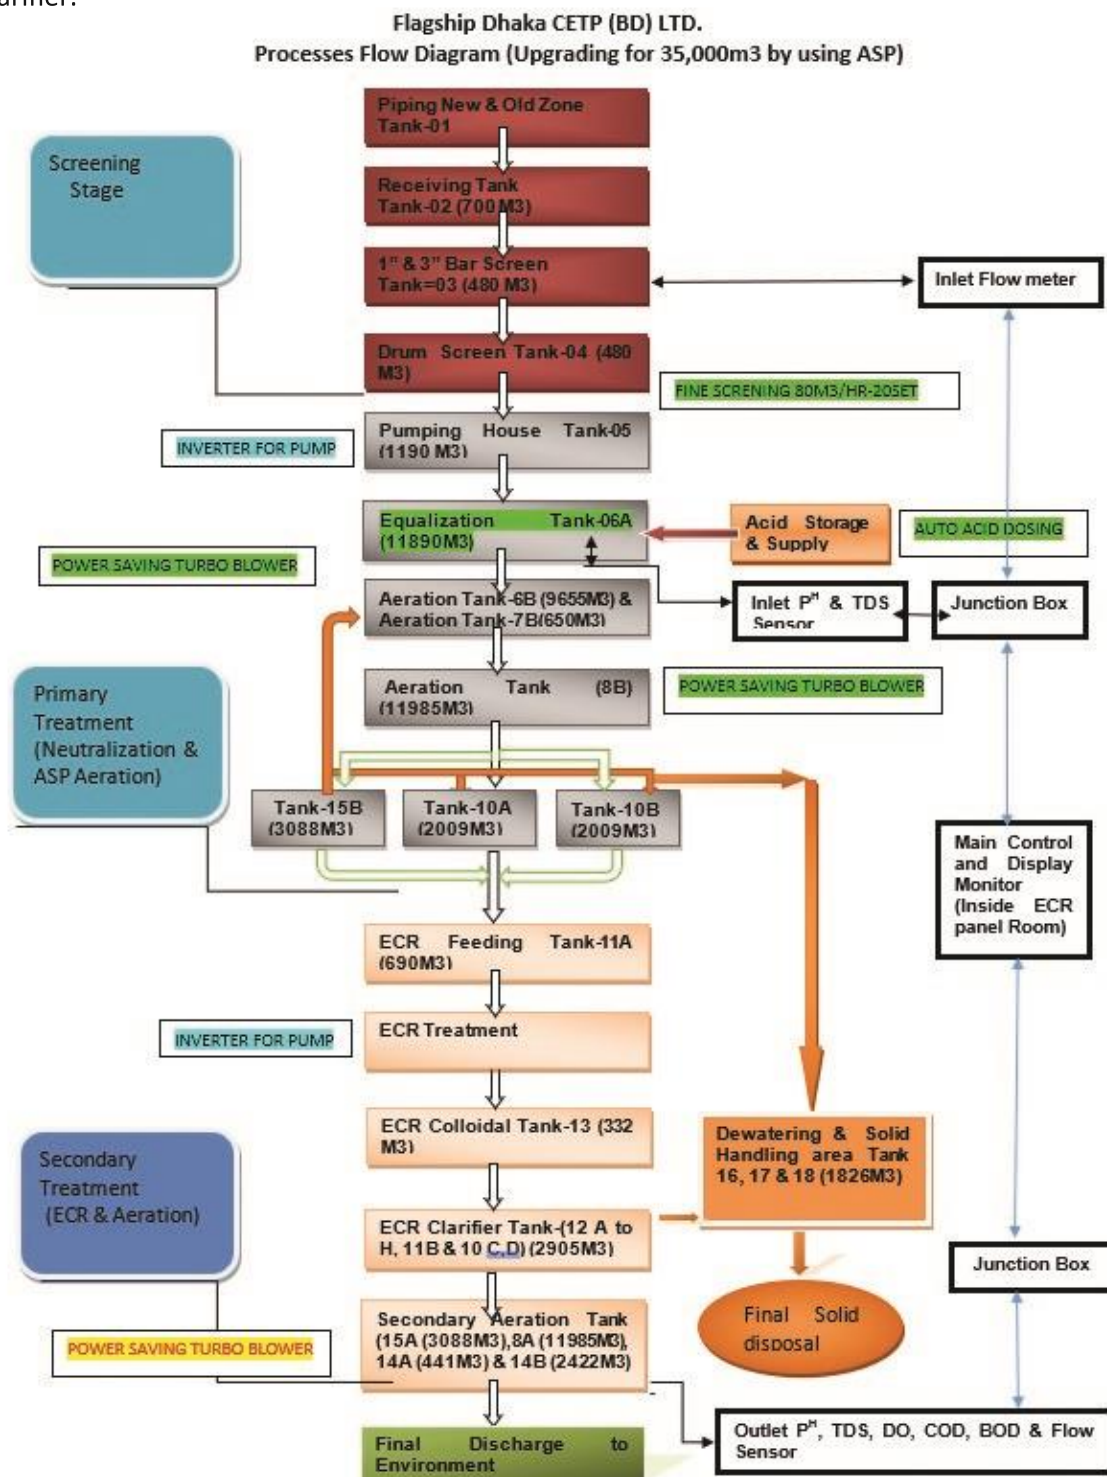 Flagship Dhaka CETP (BD) LTD.
Processes Flow Diagram (Upgrading for 35,000m3 by using ASP)
Piping New & Old Zone
Tank-01
Screening
Stage
Receiving Tank
Tank-02 (700 M3)
1" & 3" Bar Screen
Tank=03 (480 M3)
Inlet Flow meter
Drum Screen Tank-04 (480
M3)
FINE SCRENING 80M3/HR-20SET
Pumping House Tank-05
(1190 M3)
INVERTER FOR PUMP
Equalization Tank-06A
(11890M3)
Acid Storage
& Supply
AUTO ACID DOSING
POWER SAVING TURBO BLOWER
Aeration Tank-6B (9655M3) &
Aeration Tank-7B(650M3)
Inlet Pᴴ & TDS
Sensor
Junction Box
Aeration Tank (8B)
(11985M3)
POWER SAVING TURBO BLOWER
Primary
Treatment
(Neutralization &
ASP Aeration)
Tank-15B
(3088M3)
Tank-10A
(2009M3)
Tank-10B
(2009M3)
Main Control
and Display
Monitor
(Inside ECR
panel Room)
ECR Feeding Tank-11A
(690M3)
ECR Treatment
INVERTER FOR PUMP
ECR Colloidal Tank-13 (332
M3)
Dewatering & Solid
Handling area Tank
16, 17 & 18 (1826M3)
Secondary
Treatment
(ECR & Aeration)
ECR Clarifier Tank-(12 A to
H, 11B & 10 C,D) (2905M3)
Junction Box
Final Solid
disposal
Secondary Aeration Tank
(15A (3088M3),8A (11985M3),
14A (441M3) & 14B (2422M3)
POWER SAVING TURBO BLOWER
Final Discharge to
Environment
Outlet Pᴴ, TDS, DO, COD, BOD & Flow
Sensor